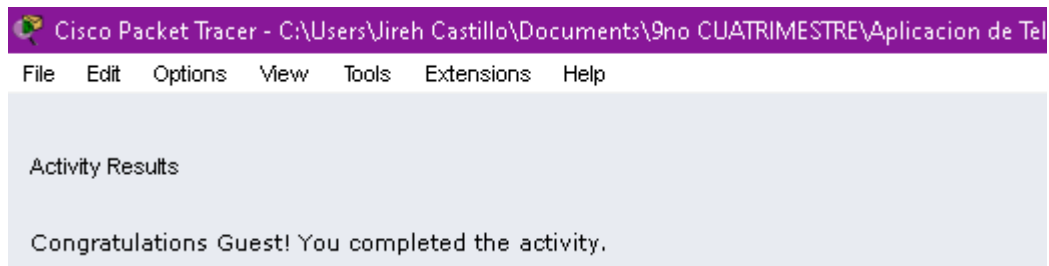 Cisco Packet Tracer - C:\Users\Jireh Castillo\Documents\9no CUATRIMESTRE\Aplicacion de Tel
File Edit Options View Tools Extensions Help
Activity Results
Congratulations Guest! You completed the activity.